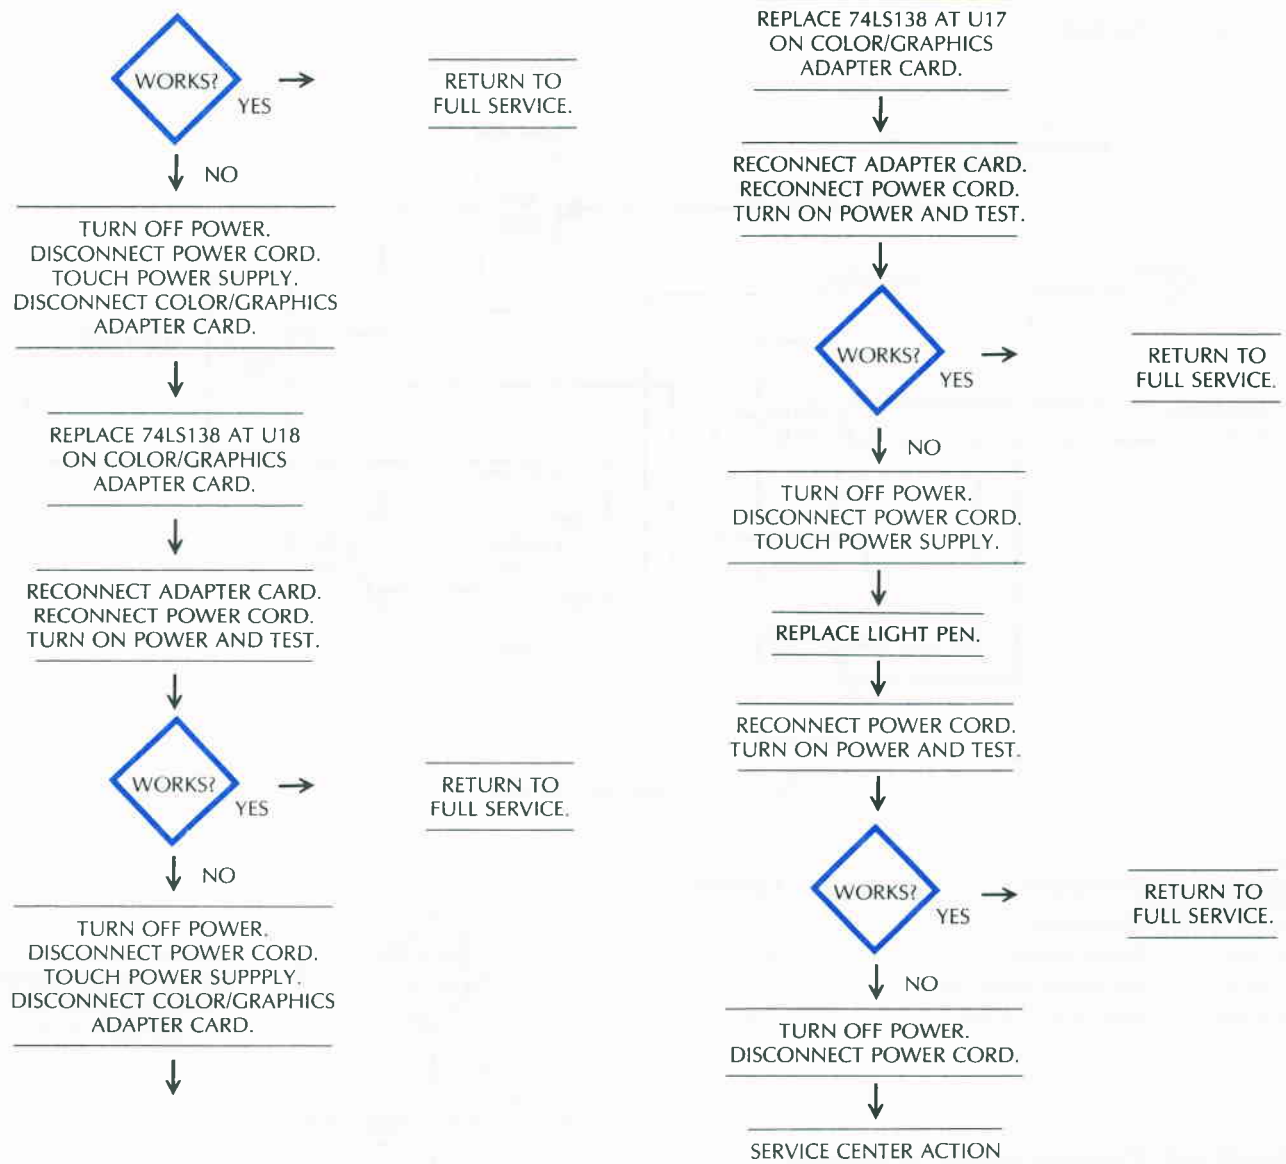 WORKS?
YES
RETURN TO
FULL SERVICE.
NO
TURN OFF POWER.
DISCONNECT POWER CORD.
TOUCH POWER SUPPLY.
DISCONNECT COLOR/GRAPHICS
ADAPTER CARD.
REPLACE 74LS138 AT U18
ON COLOR/GRAPHICS
ADAPTER CARD.
RECONNECT ADAPTER CARD.
RECONNECT POWER CORD.
TURN ON POWER AND TEST.
WORKS?
YES
RETURN TO
FULL SERVICE.
NO
TURN OFF POWER.
DISCONNECT POWER CORD.
TOUCH POWER SUPPPLY.
DISCONNECT COLOR/GRAPHICS
ADAPTER CARD.
REPLACE 74LS138 AT U17
ON COLOR/GRAPHICS
ADAPTER CARD.
RECONNECT ADAPTER CARD.
RECONNECT POWER CORD.
TURN ON POWER AND TEST.
WORKS?
YES
RETURN TO
FULL SERVICE.
NO
TURN OFF POWER.
DISCONNECT POWER CORD.
TOUCH POWER SUPPLY.
REPLACE LIGHT PEN.
RECONNECT POWER CORD.
TURN ON POWER AND TEST.
WORKS?
YES
RETURN TO
FULL SERVICE.
NO
TURN OFF POWER.
DISCONNECT POWER CORD.
SERVICE CENTER ACTION